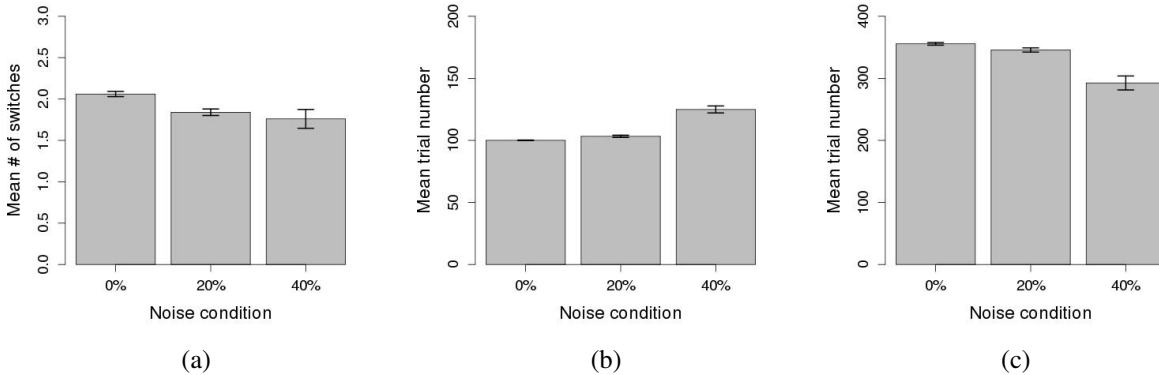 Mean # of switches
0.0 0.5 1.0 1.5 2.0 2.5 3.0
0% 20% 40%
Noise condition
(a)
Mean trial number
0 50 100 150 200
0% 20% 40%
Noise condition
(b)
Mean trial number
0 100 200 300 400
0% 20% 40%
Noise condition
(c)